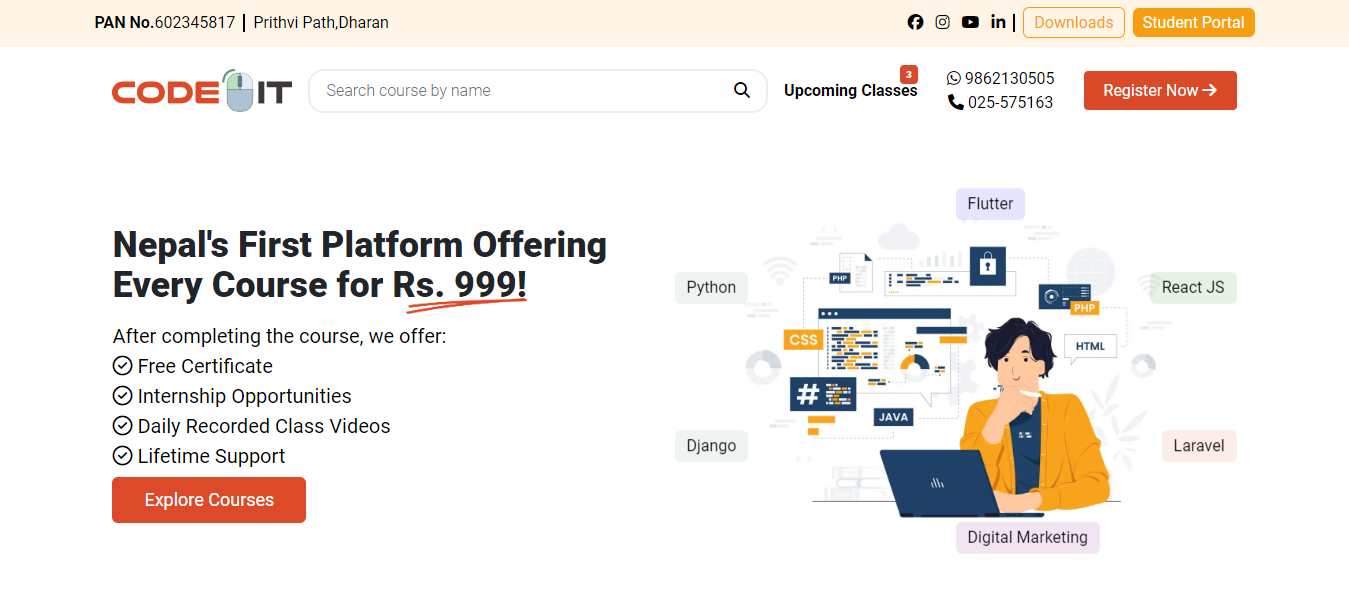 PAN No.602345817 Prithvi Path,Dharan Downloads Student Portal
CODE IT Search course by name Upcoming Classes 3 9862130505 Register Now
025-575163
Nepal's First Platform Offering
Every Course for Rs. 999!
After completing the course, we offer:
Free Certificate
Internship Opportunities
Daily Recorded Class Videos
Lifetime Support
Explore Courses
Flutter
Python
React JS
PHP
PHP
CSS
HTML
#
JAVA
Django
Laravel
Digital Marketing